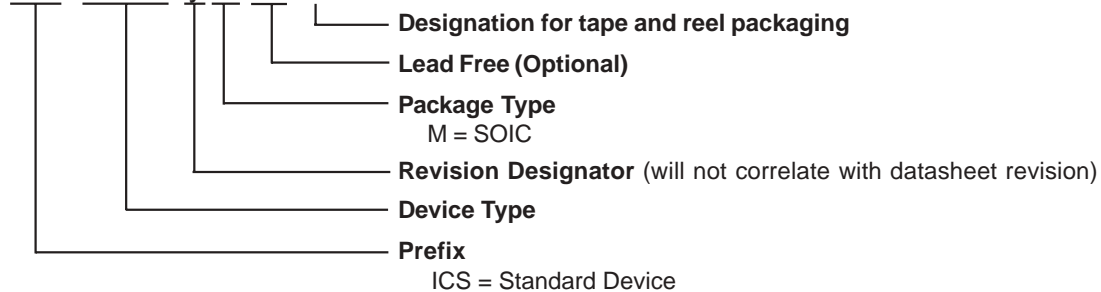 Designation for tape and reel packaging
Lead Free (Optional)
Package Type
M = SOIC
Revision Designator (will not correlate with datasheet revision)
Device Type
Prefix
ICS = Standard Device